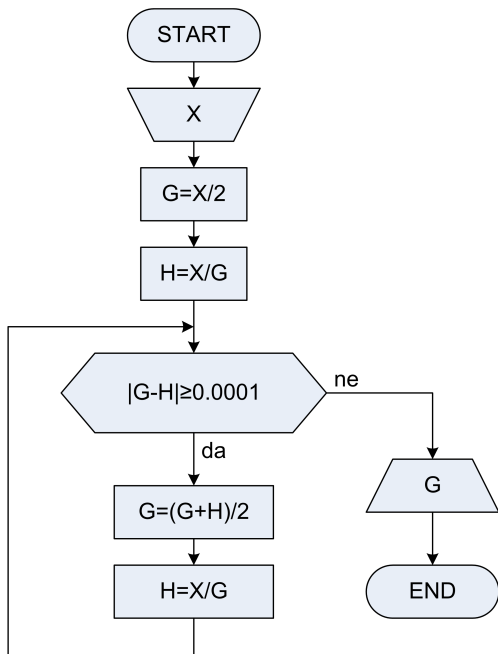 START
X
G=X/2
H=X/G
|G-H|≥0.0001
ne
da
G=(G+H)/2
G
H=X/G
END